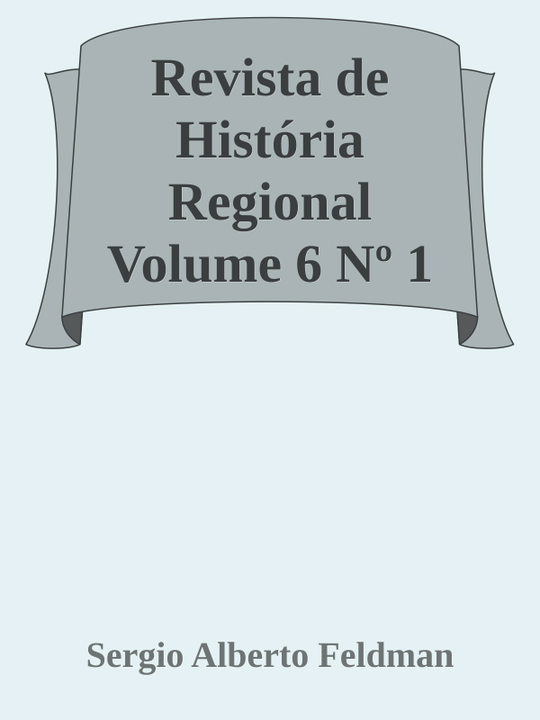 Revista de
História
Regional
Volume 6 Nº 1
Sergio Alberto Feldman